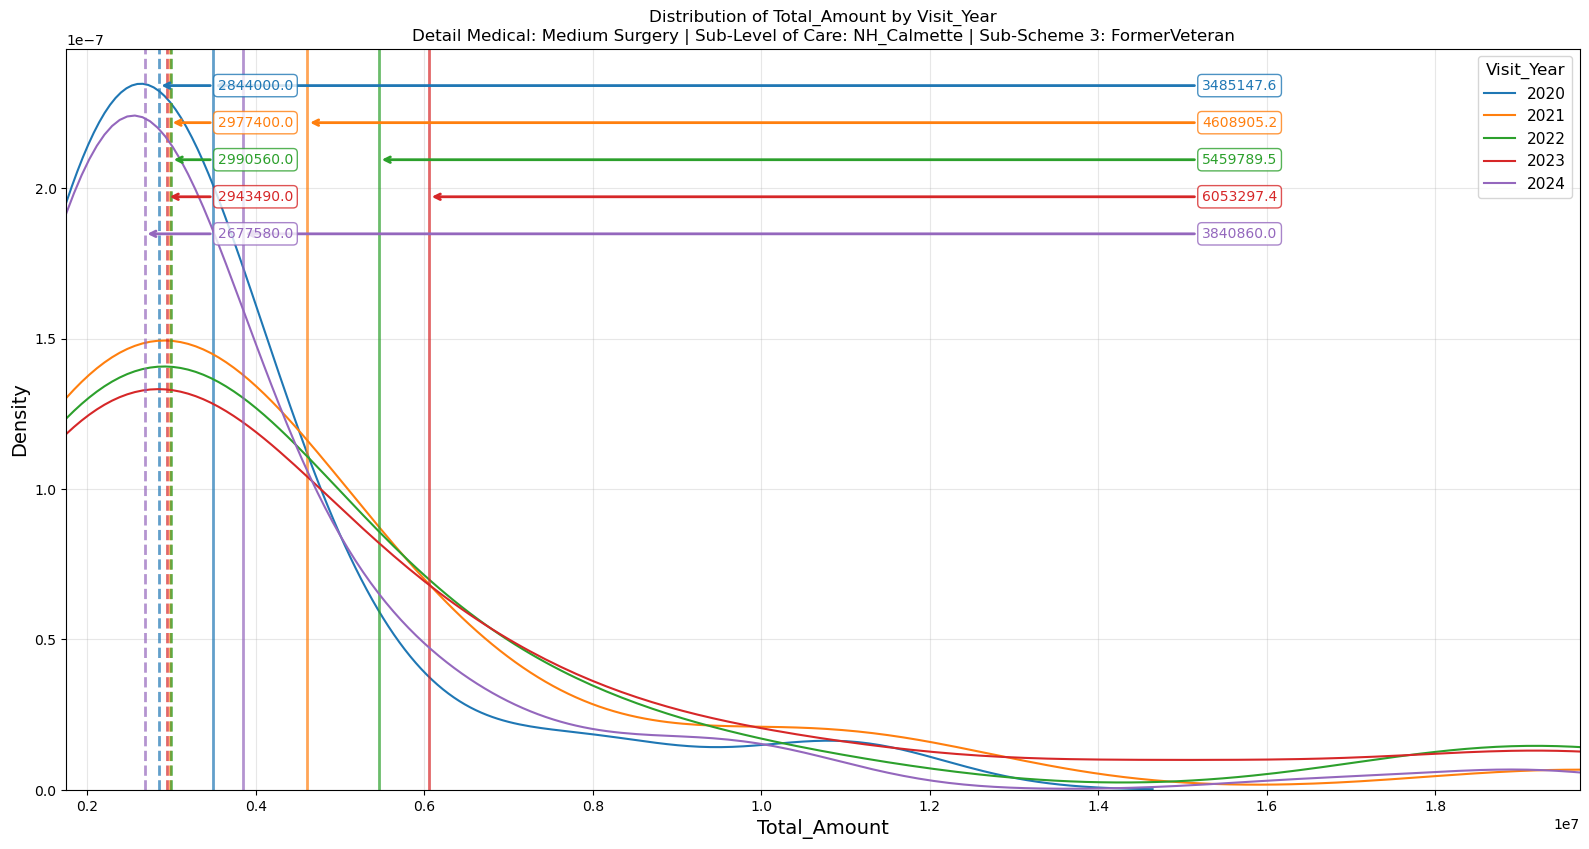 Distribution of Total_Amount by Visit_Year
Detail Medical: Medium Surgery | Sub-Level of Care: NH_Calmette | Sub-Scheme 3: FormerVeteran
1e−7
Visit_Year
2020
2021
2022
2023
2024
2844000.0 3485147.6
2977400.0 4608905.2
2990560.0 5459789.5
2943490.0 6053297.4
2677580.0 3840860.0
Density
2.0
1.5
1.0
0.5
0.0
0.2 0.4 0.6 0.8 1.0 1.2 1.4 1.6 1.8
1e7
Total_Amount